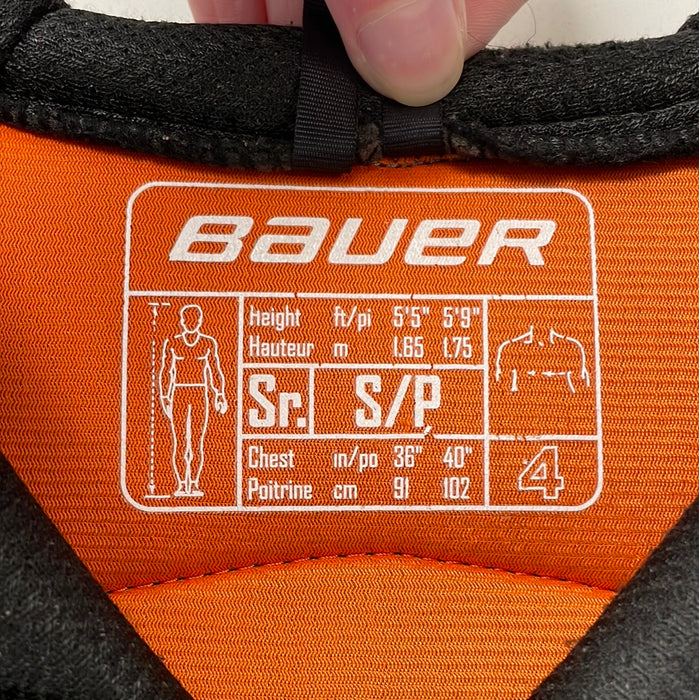 BAUER
Height ft/pi 5'5" 5'9"
Hauteur m 1.65 1.75
Sr. S/P
Chest in/po 36" 40"
Poitrine cm 91 102
4